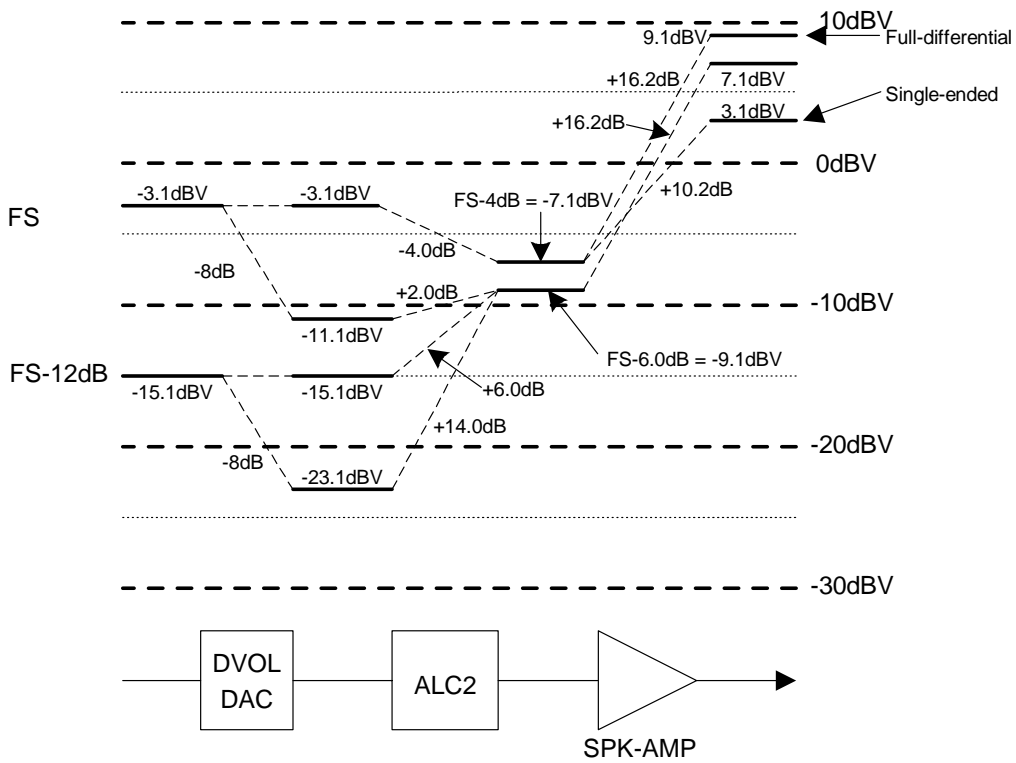 10dBV
9.1dBV
Full-differential
+16.2dB
7.1dBV
Single-ended
3.1dBV
+16.2dB
0dBV
-3.1dBV
-3.1dBV
FS-4dB = -7.1dBV
+10.2dB
FS
-4.0dB
-8dB
+2.0dB
-10dBV
-11.1dBV
FS-6.0dB = -9.1dBV
FS-12dB
-15.1dBV
-15.1dBV
+6.0dB
+14.0dB
-20dBV
-8dB
-23.1dBV
-30dBV
DVOL
DAC
ALC2
SPK-AMP